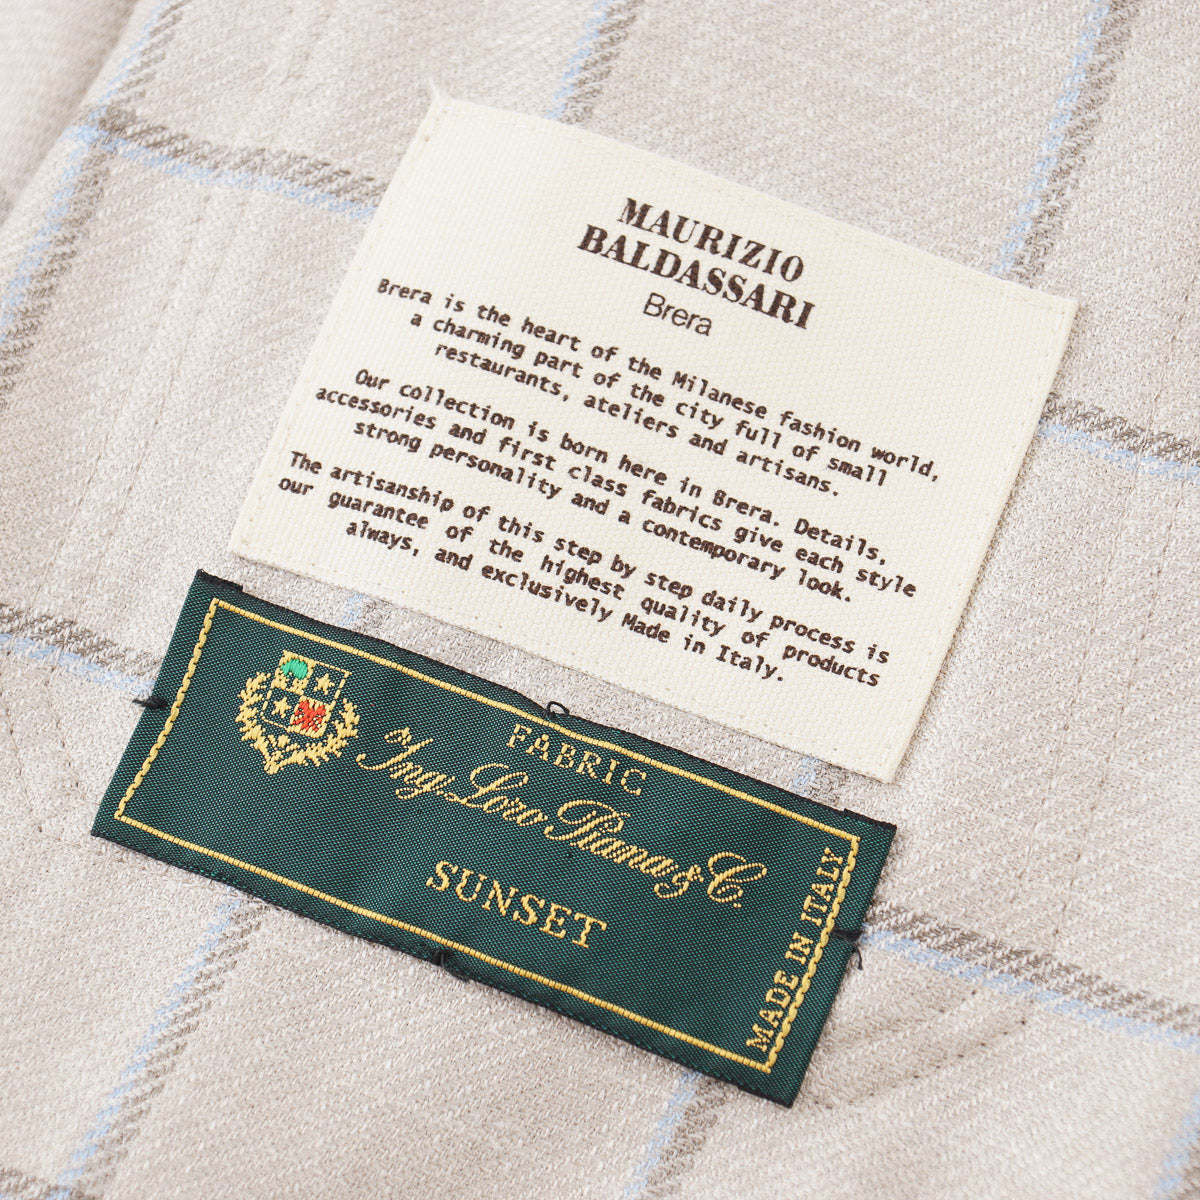 MAURIZIO
BALDASSARI
Brera
Brera is the heart of the Milanese fashion world,
a charming part of the city full of small
restaurants, ateliers and artisans.
Our collection is born here in Brera. Details,
accessories and first class fabrics give each style
strong personality and a contemporary look.
The artisanship of this step by step daily process is
our guarantee of the highest quality of products
always, and exclusively Made in Italy.
FABRIC
Ing. Loro Piana & C.
SUNSET
MADE IN ITALY